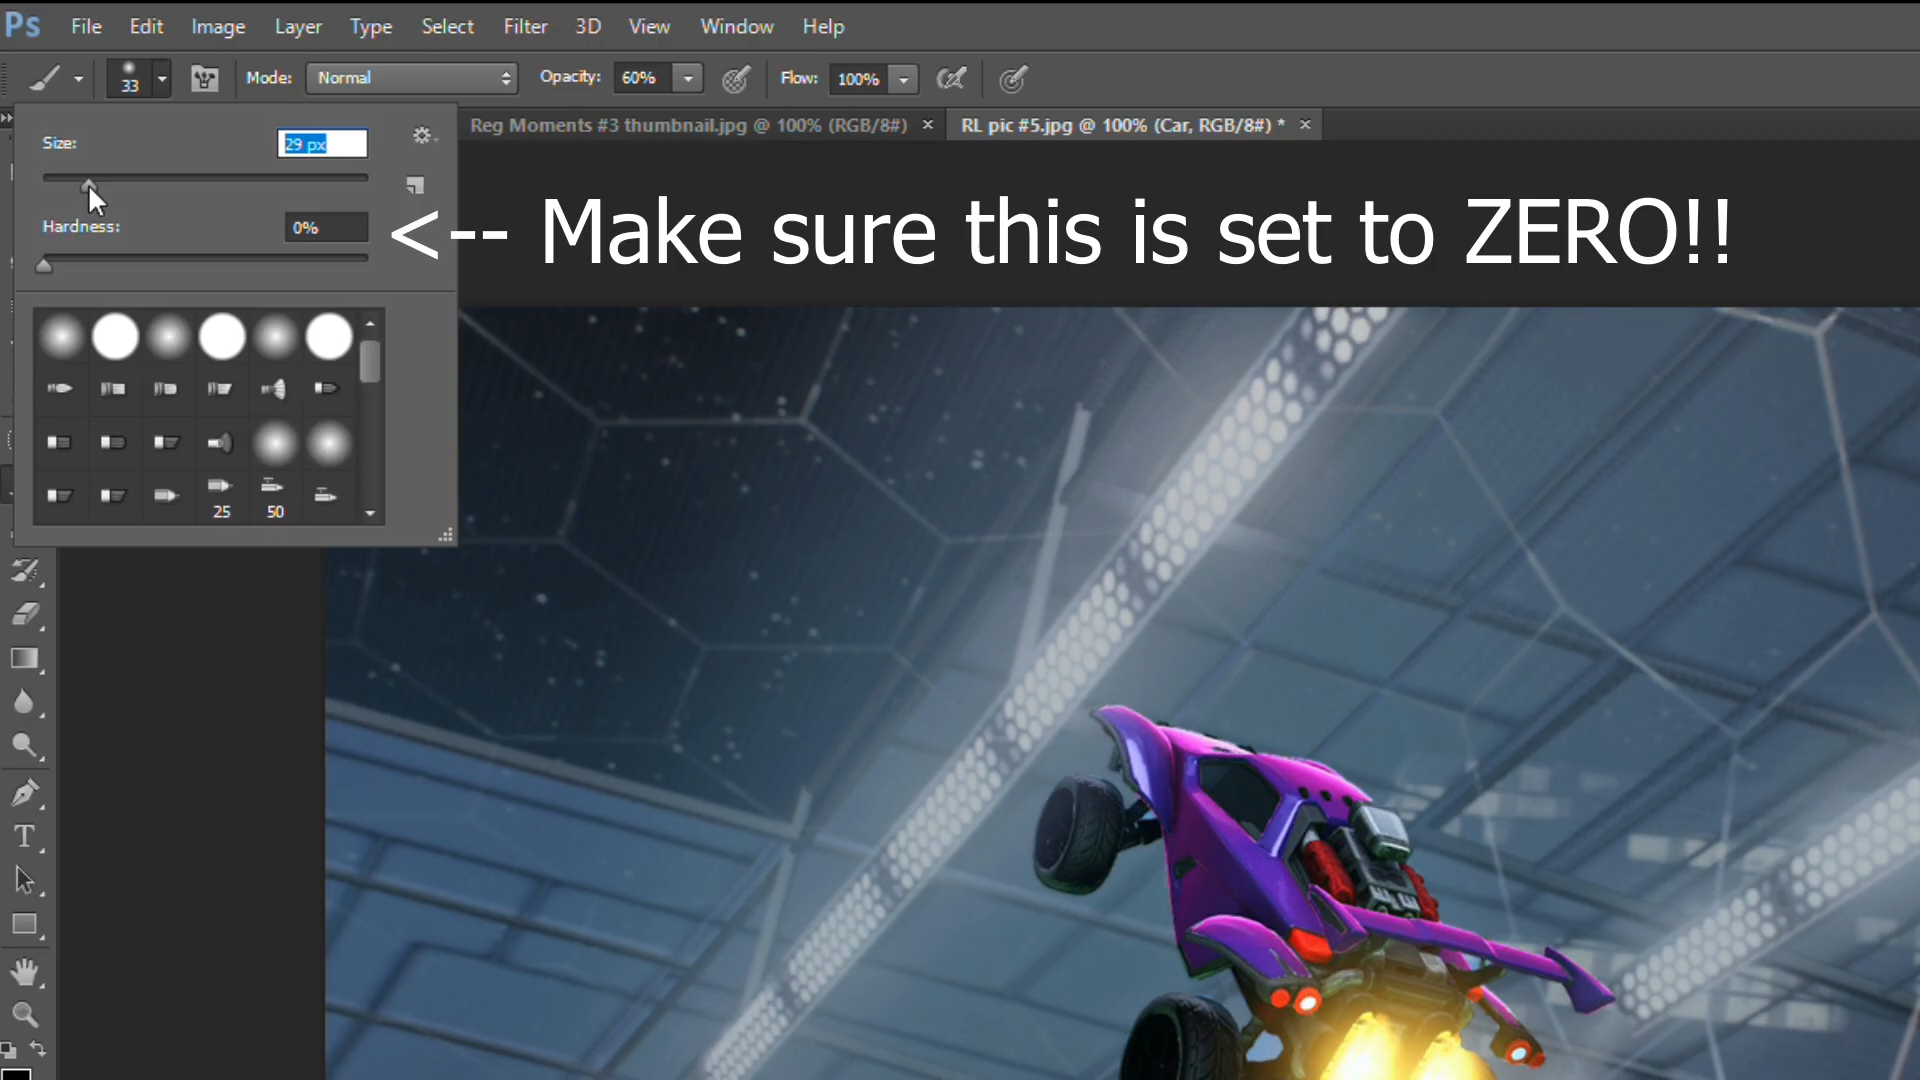 Ps File Edit Image Layer Type Select Filter 3D View Window Help
33 Mode: Normal Opacity: 60% Flow: 100%
Reg Moments #3 thumbnail.jpg @ 100% (RGB/8#) × RL pic #5.jpg @ 100% (Car, RGB/8#) * ×
Size: 29 px
Hardness: 0% <-- Make sure this is set to ZERO!!
25 50
T